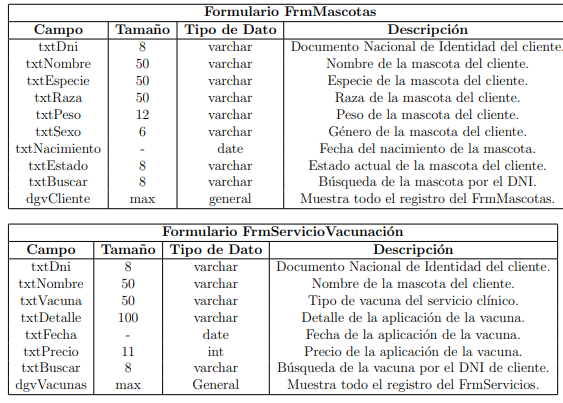 Formulario FrmMascotas
Campo Tamaño Tipo de Dato Descripción
txtDni 8 varchar Documento Nacional de Identidad del cliente.
txtNombre 50 varchar Nombre de la mascota del cliente.
txtEspecie 50 varchar Especie de la mascota del cliente.
txtRaza 50 varchar Raza de la mascota del cliente.
txtPeso 12 varchar Peso de la mascota del cliente.
txtSexo 6 varchar Género de la mascota del cliente.
txtNacimiento - date Fecha del nacimiento de la mascota.
txtEstado 8 varchar Estado actual de la mascota del cliente.
txtBuscar 8 varchar Búsqueda de la mascota por el DNI.
dgvCliente max general Muestra todo el registro del FrmMascotas.
Formulario FrmServicioVacunación
Campo Tamaño Tipo de Dato Descripción
txtDni 8 varchar Documento Nacional de Identidad del cliente.
txtNombre 50 varchar Nombre de la mascota del cliente.
txtVacuna 50 varchar Tipo de vacuna del servicio clínico.
txtDetalle 100 varchar Detalle de la aplicación de la vacuna.
txtFecha - date Fecha de la aplicación de la vacuna.
txtPrecio 11 int Precio de la aplicación de la vacuna.
txtBuscar 8 varchar Búsqueda de la vacuna por el DNI de cliente.
dgvVacunas max General Muestra todo el registro del FrmServicios.